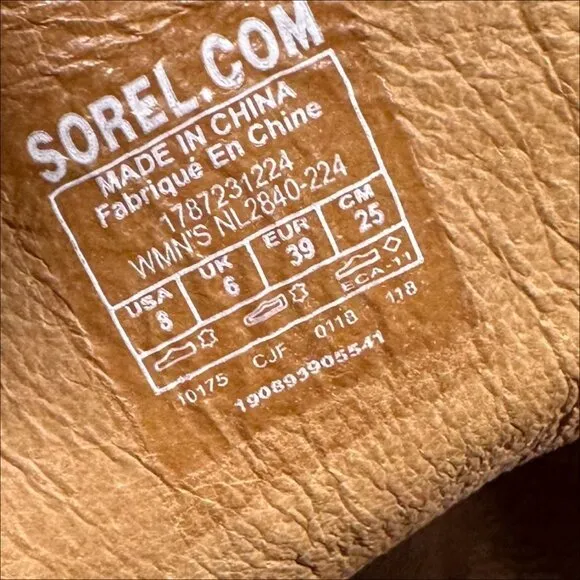 SOREL.COM
MADE IN CHINA
Fabriqué En Chine
1787231224
WMN'S NL2840-224
USA UK EUR CM
8 6 39 25
ECA-11
10175 CJF 0118 118
190893905541